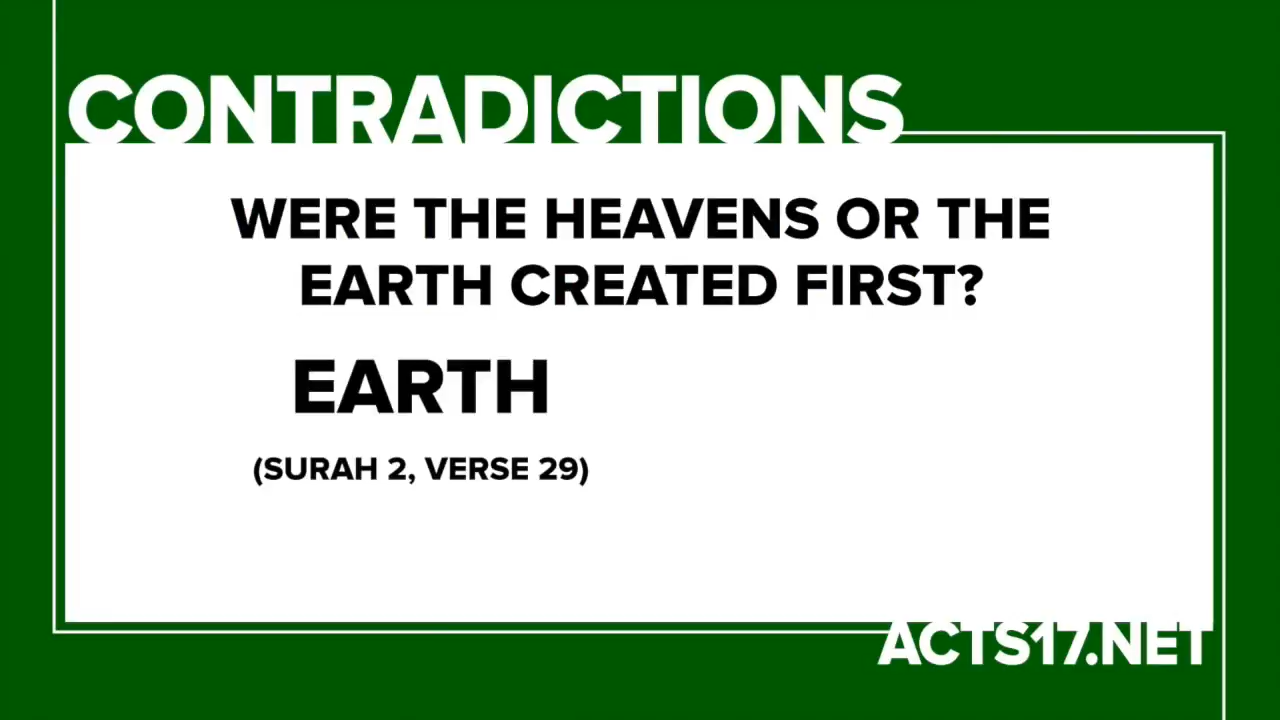 CONTRADICTIONS
WERE THE HEAVENS OR THE
EARTH CREATED FIRST?
EARTH
(SURAH 2, VERSE 29)
ACTS17.NET